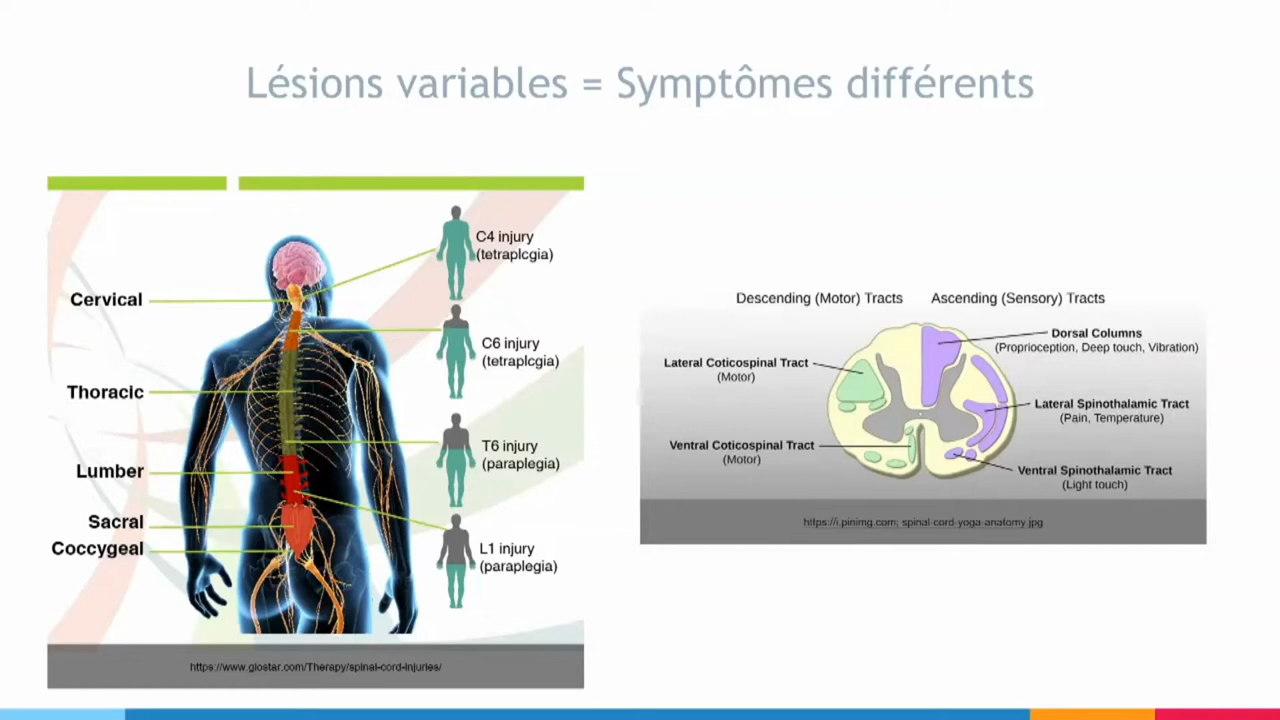 Lésions variables = Symptômes différents
Cervical
Thoracic
Lumber
Sacral
Coccygeal
C4 injury
(tetraplcgia)
C6 injury
(tetraplcgia)
T6 injury
(paraplegia)
L1 injury
(paraplegia)
https://www.giostar.com/Therapy/spinal-cord-injuries/
Descending (Motor) Tracts
Ascending (Sensory) Tracts
Lateral Coticospinal Tract
(Motor)
Ventral Coticospinal Tract
(Motor)
Dorsal Columns
(Proprioception, Deep touch, Vibration)
Lateral Spinothalamic Tract
(Pain, Temperature)
Ventral Spinothalamic Tract
(Light touch)
https://i.pinimg.com; spinal-cord-yoga-anatomy.jpg